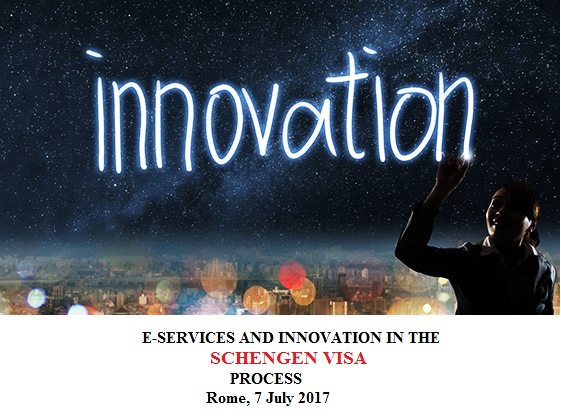 innovation
E-SERVICES AND INNOVATION IN THE
SCHENGEN VISA
PROCESS
Rome, 7 July 2017